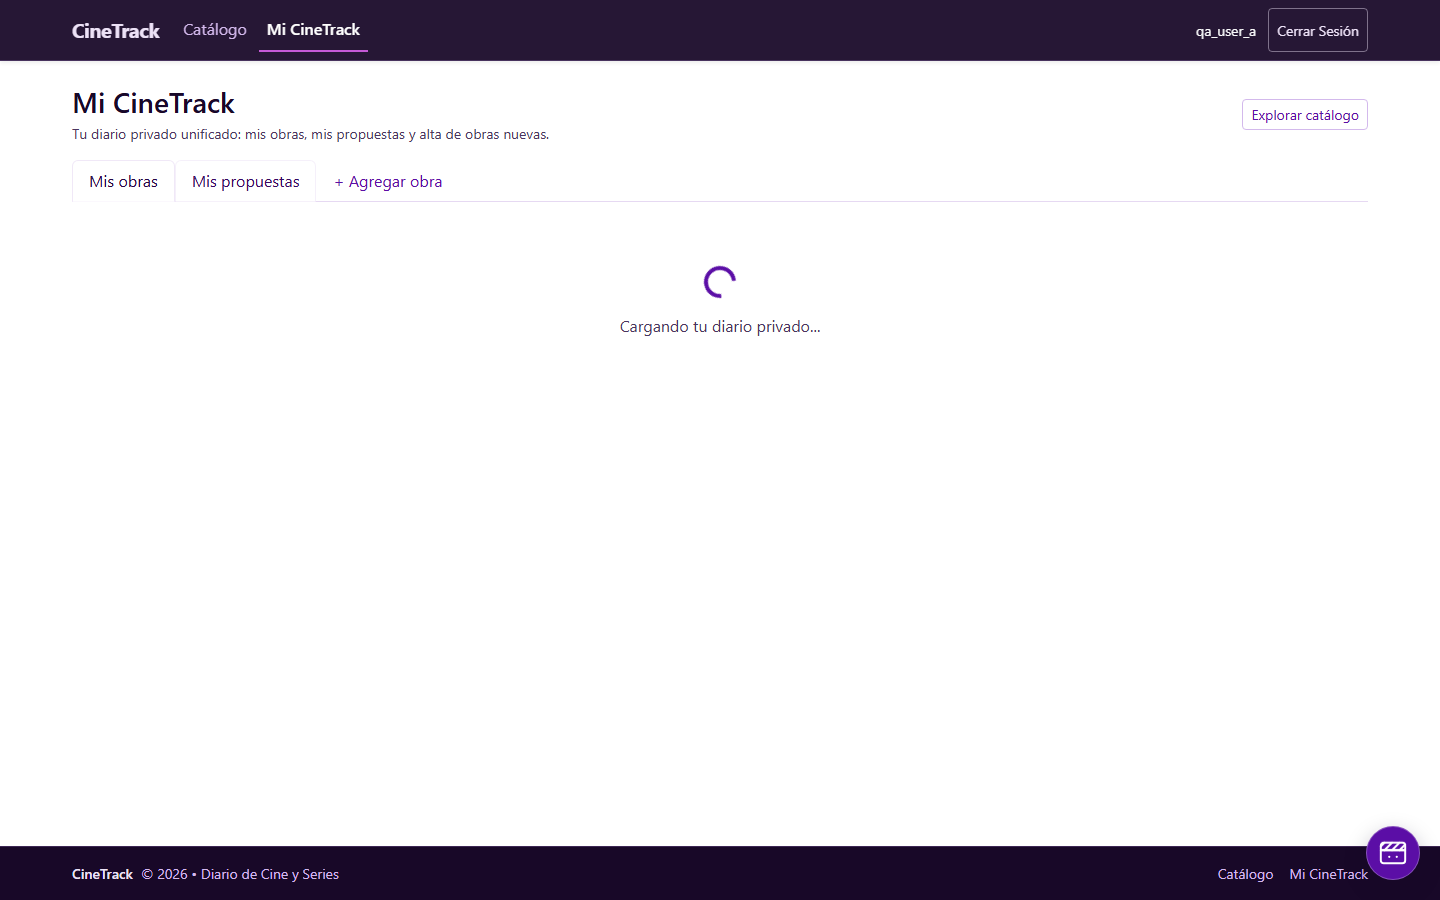 CineTrack Catálogo Mi CineTrack qa_user_a Cerrar Sesión
Mi CineTrack
Explorar catálogo
Tu diario privado unificado: mis obras, mis propuestas y alta de obras nuevas.
Mis obras Mis propuestas + Agregar obra
Cargando tu diario privado...
CineTrack © 2026 • Diario de Cine y Series Catálogo Mi CineTrack